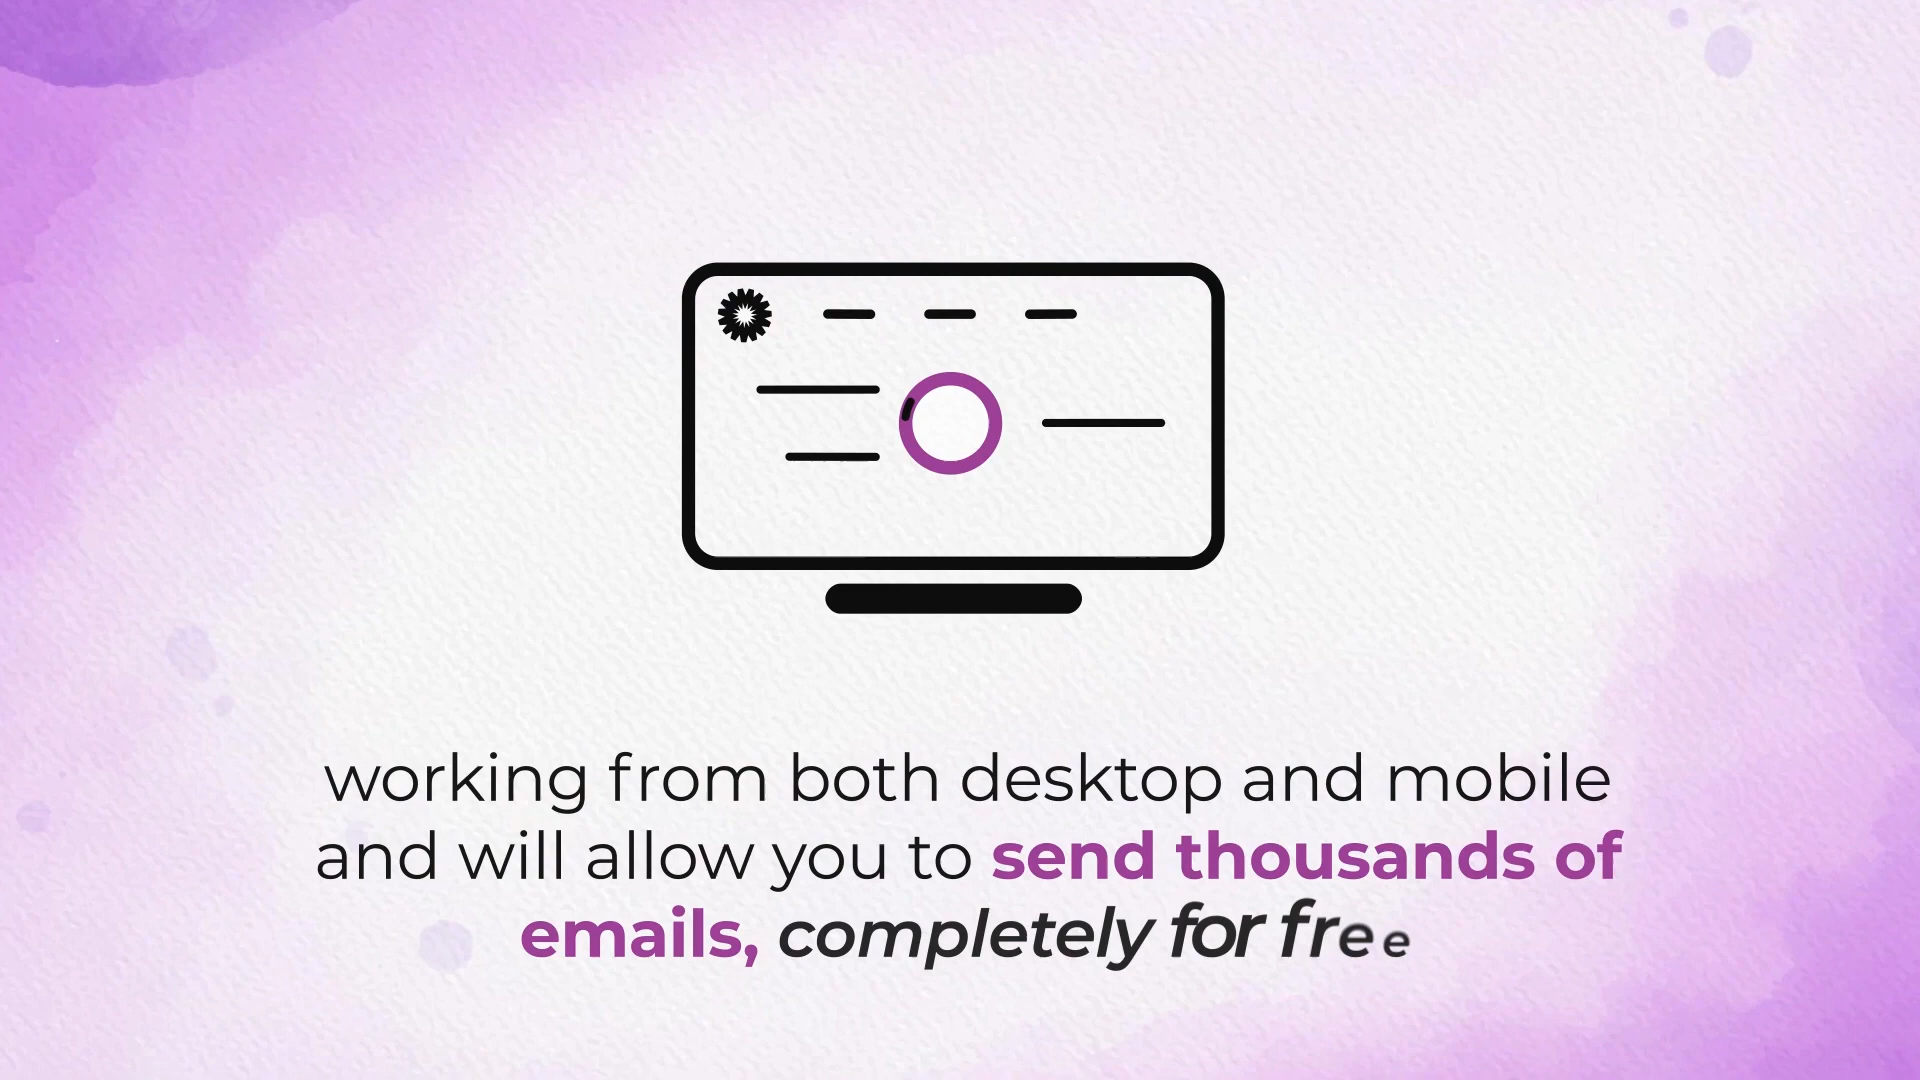 working from both desktop and mobile
and will allow you to send thousands of
emails, completely for free